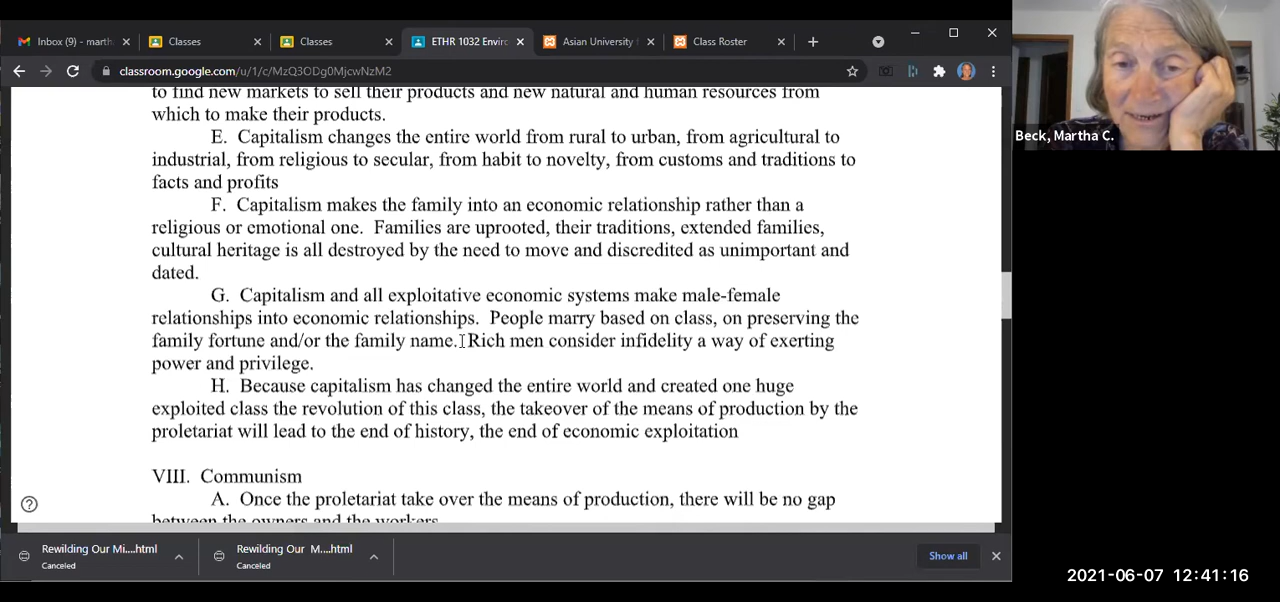 Inbox (9) - marth
Classes
Classes
ETHR 1032 Enviro
Asian University f
Class Roster
classroom.google.com/u/1/c/MzQ3ODg0MjcwNzM2
Beck, Martha C.
to find new markets to sell their products and new natural and human resources from
which to make their products.
E. Capitalism changes the entire world from rural to urban, from agricultural to
industrial, from religious to secular, from habit to novelty, from customs and traditions to
facts and profits
F. Capitalism makes the family into an economic relationship rather than a
religious or emotional one. Families are uprooted, their traditions, extended families,
cultural heritage is all destroyed by the need to move and discredited as unimportant and
dated.
G. Capitalism and all exploitative economic systems make male-female
relationships into economic relationships. People marry based on class, on preserving the
family fortune and/or the family name. Rich men consider infidelity a way of exerting
power and privilege.
H. Because capitalism has changed the entire world and created one huge
exploited class the revolution of this class, the takeover of the means of production by the
proletariat will lead to the end of history, the end of economic exploitation
VIII. Communism
A. Once the proletariat take over the means of production, there will be no gap
between the owners and the workers
Rewilding Our Mi....html
Canceled
Rewilding Our M....html
Canceled
Show all
2021-06-07 12:41:16